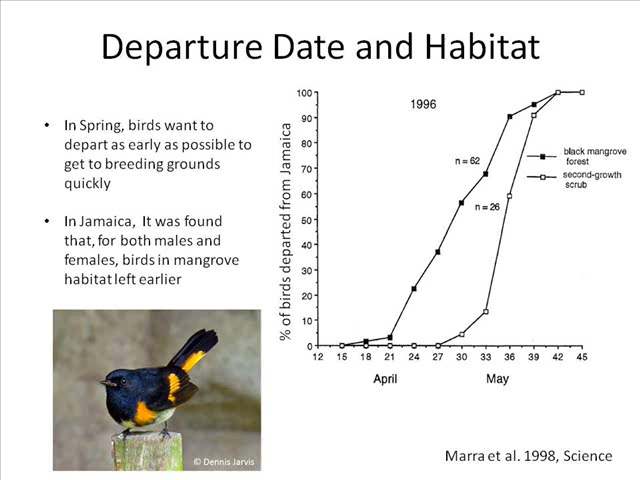 Departure Date and Habitat
• In Spring, birds want to
depart as early as possible to
get to breeding grounds
quickly
• In Jamaica, It was found
that, for both males and
females, birds in mangrove
habitat left earlier
© Dennis Jarvis
% of birds departed from Jamaica
100
90
80
70
60
50
40
30
20
10
0
1996
n = 62
n = 26
black mangrove
forest
second-growth
scrub
12 15 18 21 24 27 30 33 36 39 42 45
April May
Marra et al. 1998, Science